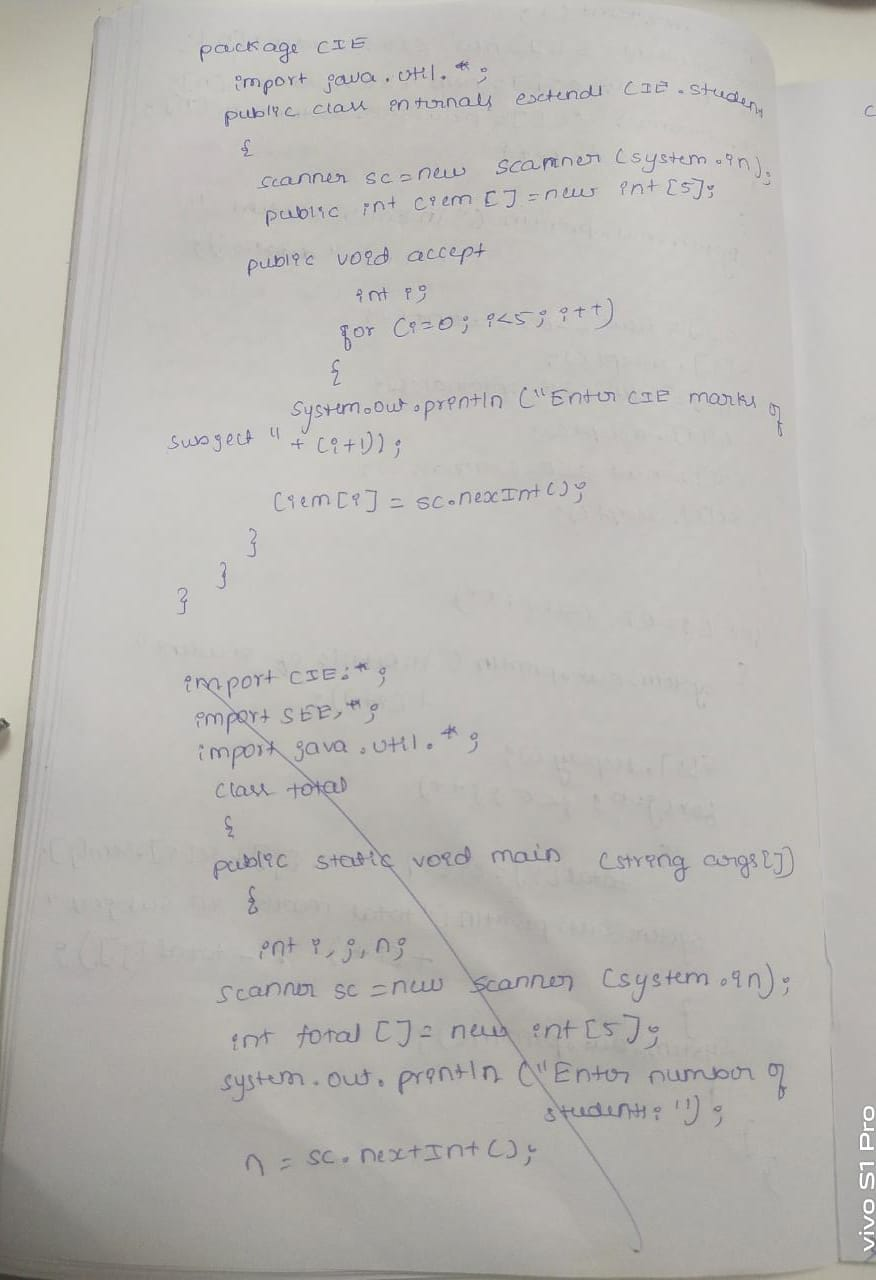 package CIE
import java.util.*;
public class internals extends CIE.student
{
scanner sc=new scanner (system.in);
public int ciem []=new int[5];
public void accept
int i;
for (i=0; i<5; i++)
{
system.out.println ("Enter CIE marks of
subject " + (i+1));
ciem[i] = sc.nexInt();
}
}
}
import CIE.*;
import SEE.*;
import java.util.*;
class total
{
public static void main (string args[])
{
int i,j,n;
scanner sc =new scanner (system.in);
int total []= new int[5];
system.out.println ("Enter number of
students:");
n = sc.nextInt();
c
vivo S1 Pro